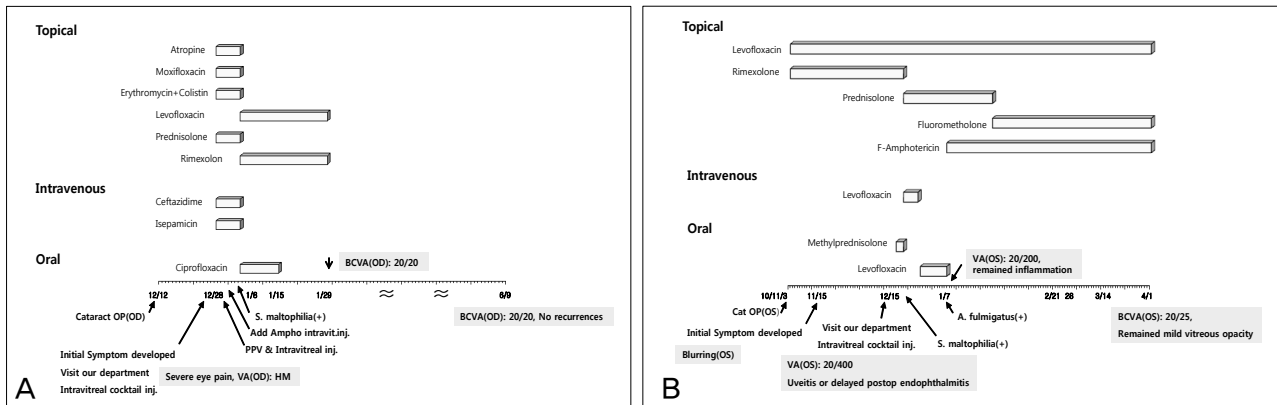 Topical
Atropine
Moxifloxacin
Erythromycin+Colistin
Levofloxacin
Prednisolone
Rimexolon
Intravenous
Ceftazidime
Isepamicin
Oral
Ciprofloxacin
BCVA(OD): 20/20
12/12 12/28 1/6 1/15 1/29 6/9
Cataract OP(OD)
S. maltophilia(+)
Add Ampho intravit.inj.
PPV & Intravitreal inj.
BCVA(OD): 20/20, No recurrences
Initial Symptom developed
Visit our department
Intravitreal cocktail inj.
Severe eye pain, VA(OD): HM
A
Topical
Levofloxacin
Rimexolone
Prednisolone
Fluorometholone
F-Amphotericin
Intravenous
Levofloxacin
Oral
Methylprednisolone
Levofloxacin
VA(OS): 20/200,
remained inflammation
10/11/3 11/15 12/15 1/7 2/21 26 3/14 4/1
Cat OP(OS)
Initial Symptom developed
Blurring(OS)
Visit our department
Intravitreal cocktail inj.
S. maltophilia(+)
A. fulmigatus(+)
VA(OS): 20/400
Uveitis or delayed postop endophthalmitis
BCVA(OS): 20/25,
Remained mild vitreous opacity
B